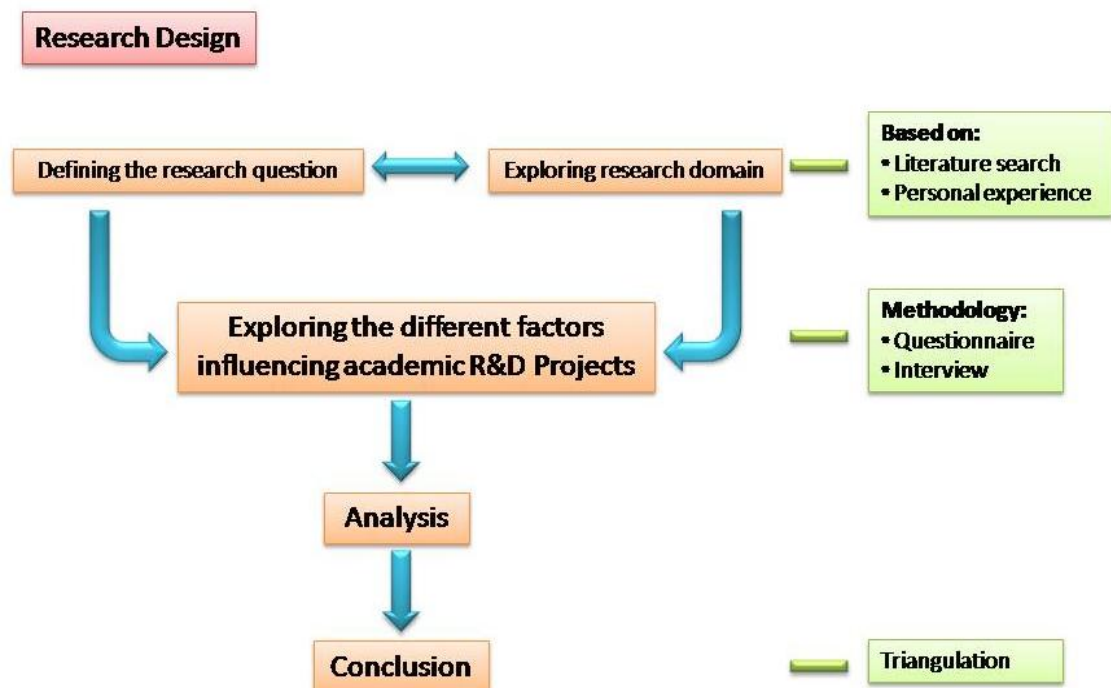 Research Design
Defining the research question
Exploring research domain
Based on:
• Literature search
• Personal experience
Exploring the different factors
influencing academic R&D Projects
Methodology:
• Questionnaire
• Interview
Analysis
Conclusion
Triangulation